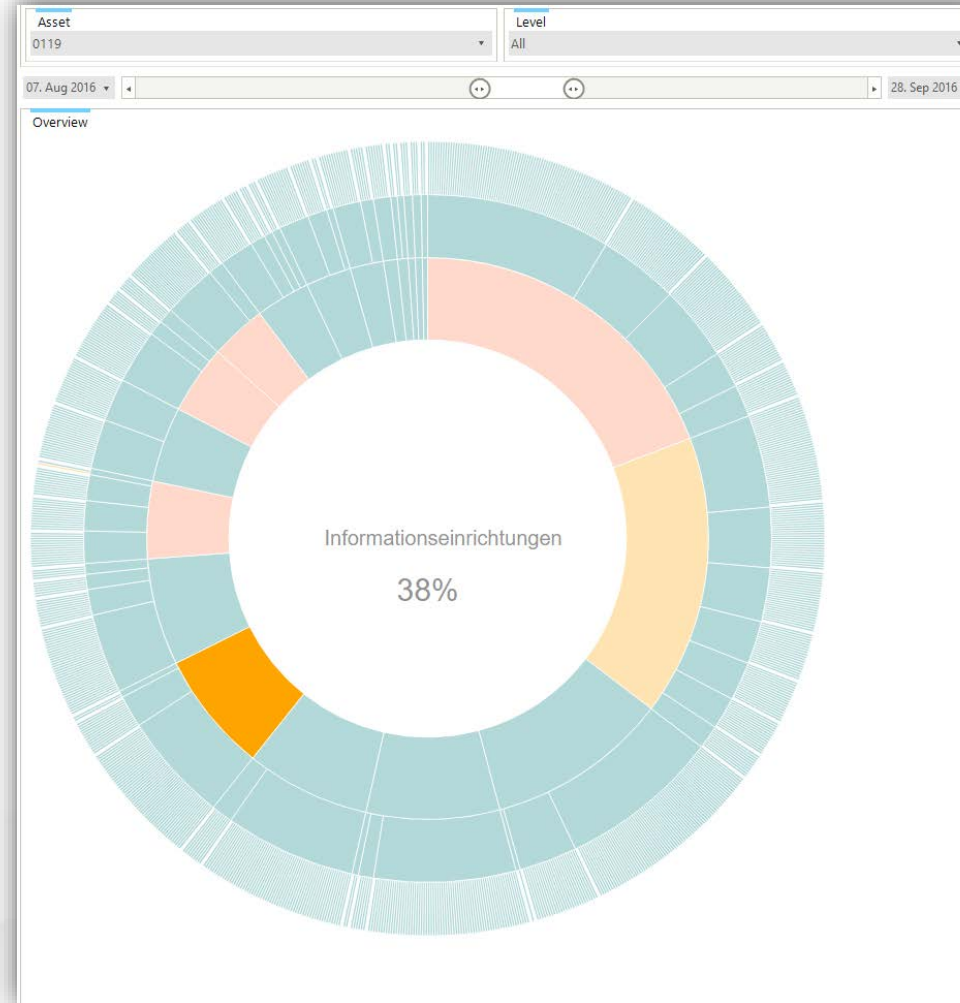 Asset
Level
0119
All
07. Aug 2016
28. Sep 2016
Overview
Informationseinrichtungen
38%